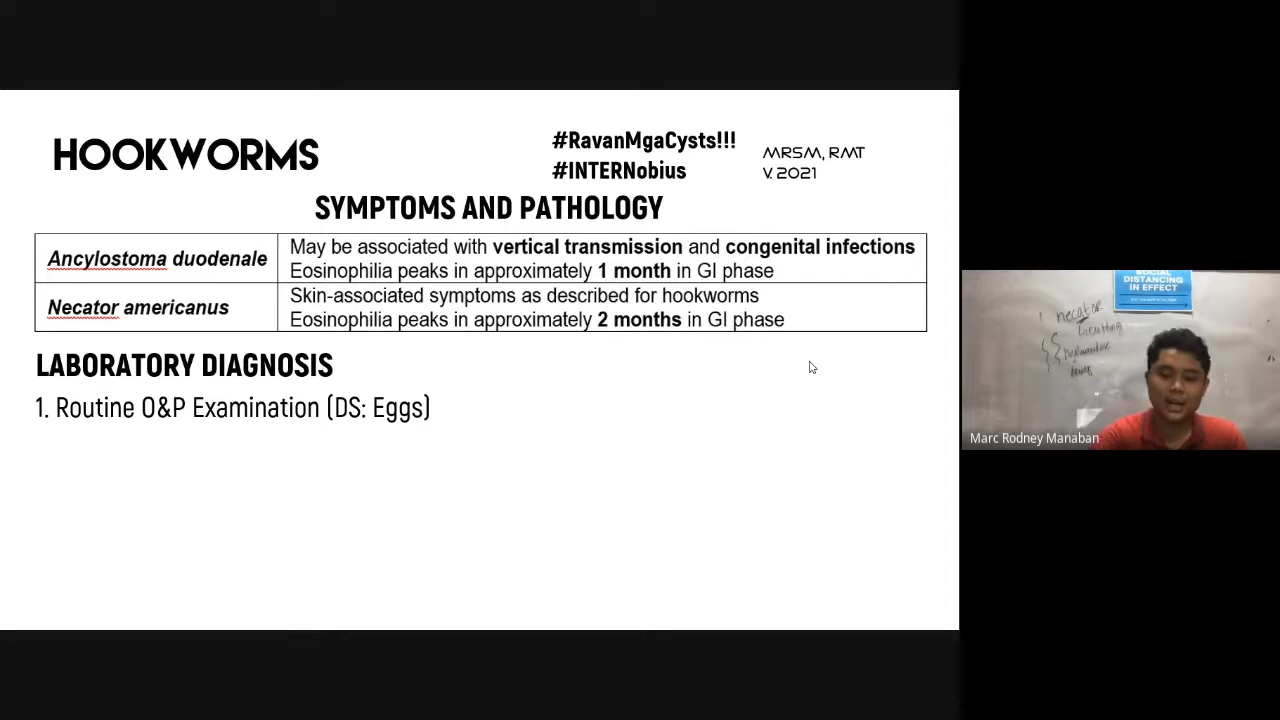 HOOKWORMS
#RavanMgaCysts!!!
#INTERNobius
MRSM, RMT
V. 2021
SYMPTOMS AND PATHOLOGY
Ancylostoma duodenale
May be associated with vertical transmission and congenital infections
Eosinophilia peaks in approximately 1 month in GI phase
Necator americanus
Skin-associated symptoms as described for hookworms
Eosinophilia peaks in approximately 2 months in GI phase
LABORATORY DIAGNOSIS
1. Routine O&P Examination (DS: Eggs)
SOCIAL
DISTANCING
IN EFFECT
necator
Marc Rodney Manaban